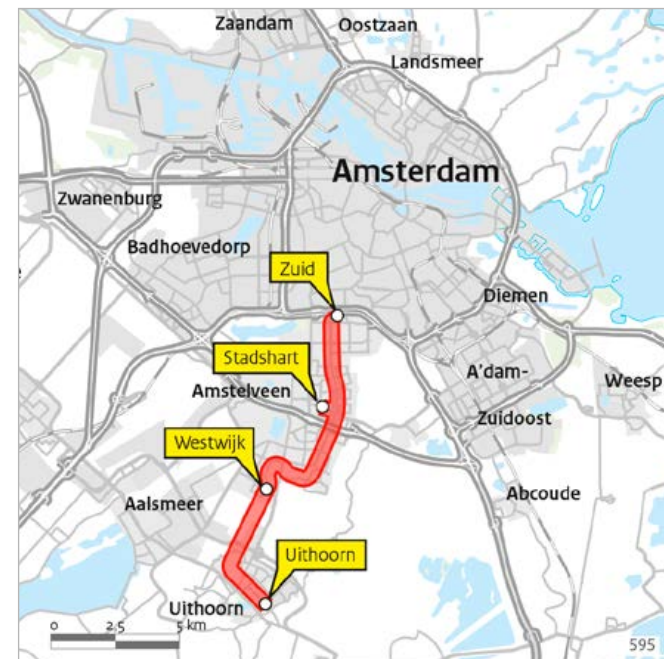 Zaandam
Oostzaan
Landsmeer
Amsterdam
Zwanenburg
Badhoevedorp
Zuid
Diemen
Stadshart
A'dam-
Zuidoost
Weesp
Amstelveen
Westwijk
Aalsmeer
Abcoude
Uithoorn
Uithoorn
0 2,5 5 km
595